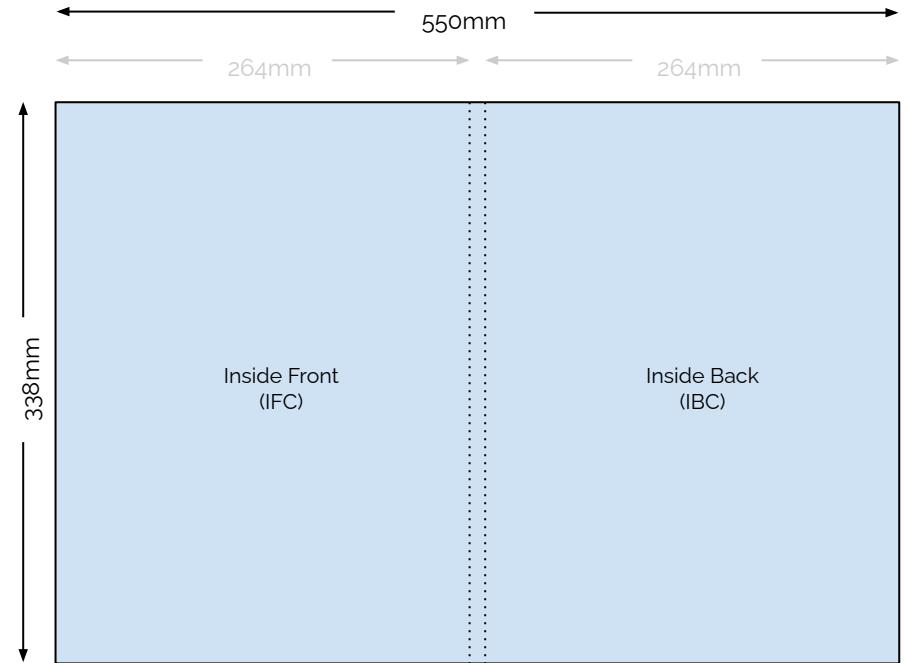 550mm
264mm
264mm
338mm
Inside Front
(IFC)
Inside Back
(IBC)